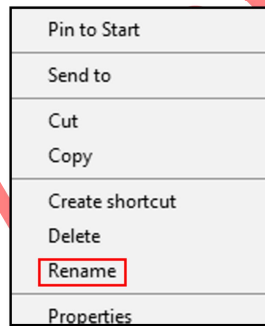 Pin to Start
Send to
Cut
Copy
Create shortcut
Delete
Rename
Properties